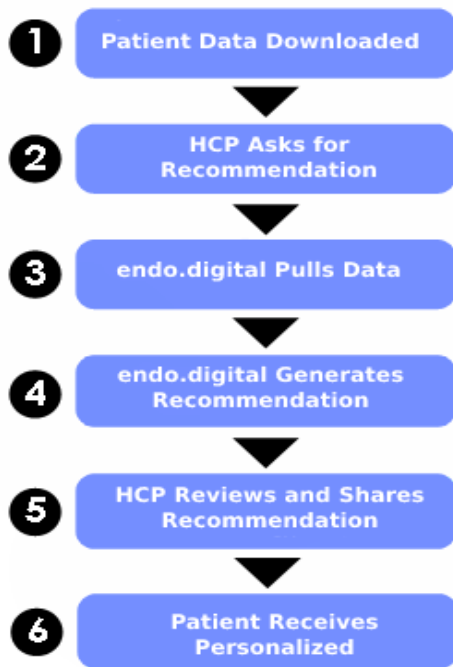 1
Patient Data Downloaded
2
HCP Asks for
Recommendation
3
endo.digital Pulls Data
4
endo.digital Generates
Recommendation
5
HCP Reviews and Shares
Recommendation
6
Patient Receives
Personalized